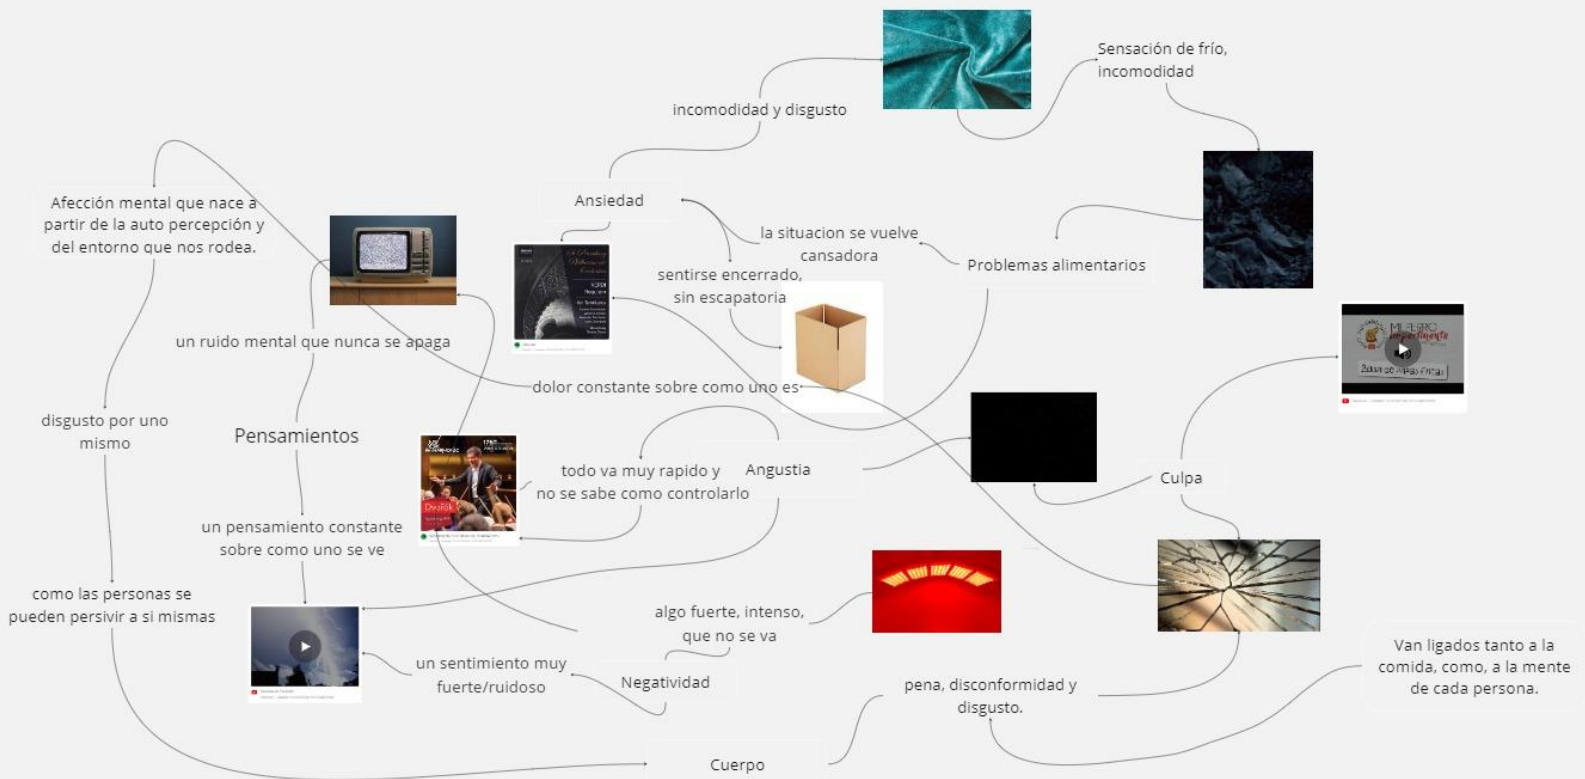 Sensación de frío,
incomodidad
incomodidad y disgusto
Afección mental que nace a
partir de la auto percepción y
del entorno que nos rodea.
Ansiedad
la situacion se vuelve
cansadora
Problemas alimentarios
sentirse encerrado,
sin escapatoria
VERDI
Requiem
un ruido mental que nunca se apaga
MI PERRO
dolor constante sobre como uno es
disgusto por uno
mismo
Pensamientos
Dvořák
todo va muy rapido y
no se sabe como controlarlo
Angustia
Culpa
un pensamiento constante
sobre como uno se ve
como las personas se
pueden persivir a si mismas
algo fuerte, intenso,
que no se va
un sentimiento muy
fuerte/ruidoso
Negatividad
pena, disconformidad y
disgusto.
Van ligados tanto a la
comida, como, a la mente
de cada persona.
Cuerpo